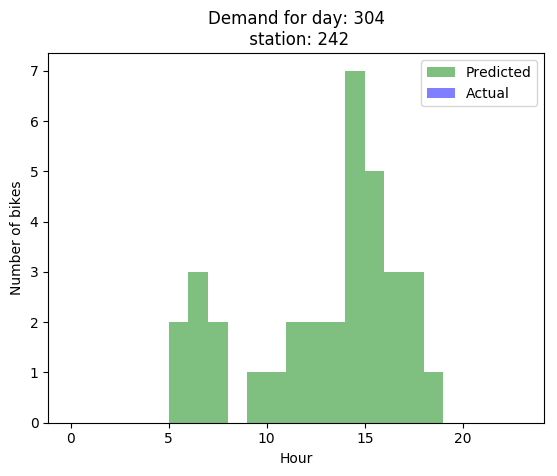 Demand for day: 304
station: 242
Predicted
Actual
Number of bikes
7
6
5
4
3
2
1
0
0 5 10 15 20
Hour